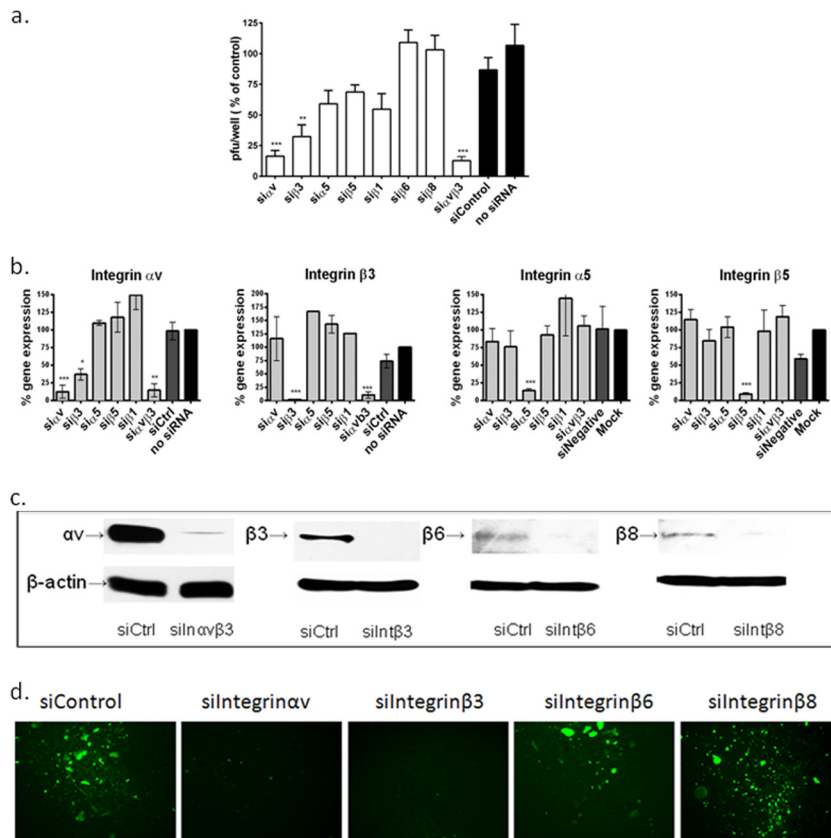 a.
pfu/well ( % of control)
125
100
75
50
25
0
***
**
***
siαv
siβ3
siα5
siβ5
siβ1
siβ6
siβ8
siαvβ3
siControl
no siRNA
b.
Integrin αv
% gene expression
150
125
100
75
50
25
0
***
*
**
siαv
siβ3
siα5
siβ5
siβ1
siαvβ3
siCtrl
no siRNA
Integrin β3
% gene expression
200
175
150
125
100
75
50
25
0
***
***
siαv
siβ3
siα5
siβ5
siβ1
siαvb3
siCtrl
no siRNA
Integrin α5
% gene expression
150
125
100
75
50
25
0
***
siαv
siβ3
siα5
siβ5
siβ1
siαvβ3
siNegative
Mock
Integrin β5
% gene expression
150
125
100
75
50
25
0
***
siαv
siβ3
siα5
siβ5
siβ1
siαvβ3
siNegative
Mock
c.
αv→ β3→ β6→ β8→
β-actin→
siCtrl siInαvβ3 siCtrl siIntβ3 siCtrl siIntβ6 siCtrl siIntβ8
d.
siControl siIntegrinαv siIntegrinβ3 siIntegrinβ6 siIntegrinβ8